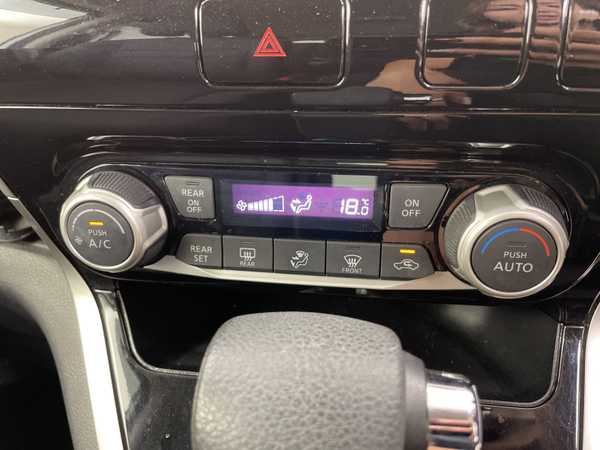 REAR
ON
OFF
18.0
°C
ON
OFF
PUSH
A/C
REAR
SET
REAR
FRONT
PUSH
AUTO